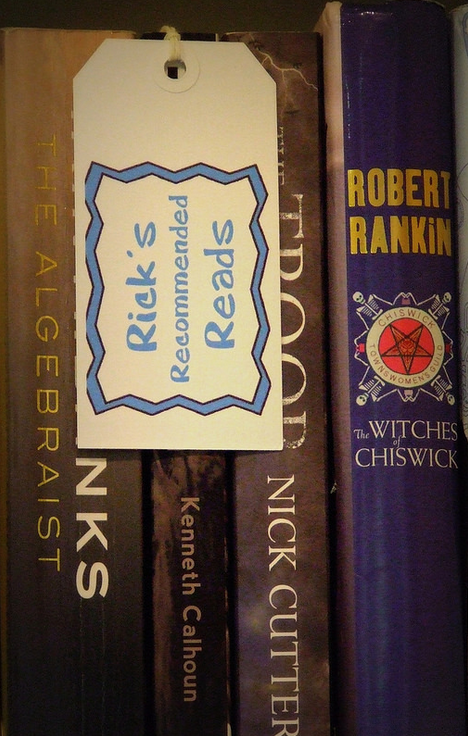 THE ALGEBRAIST
NKS
Rick's
Recommended
Reads
Kenneth Calhoun
THE TROOP
NICK CUTTER
ROBERT
RANKiN
CHISWICK
TOWNSWOMEN'S GUILD
The WITCHES
of
CHISWICK